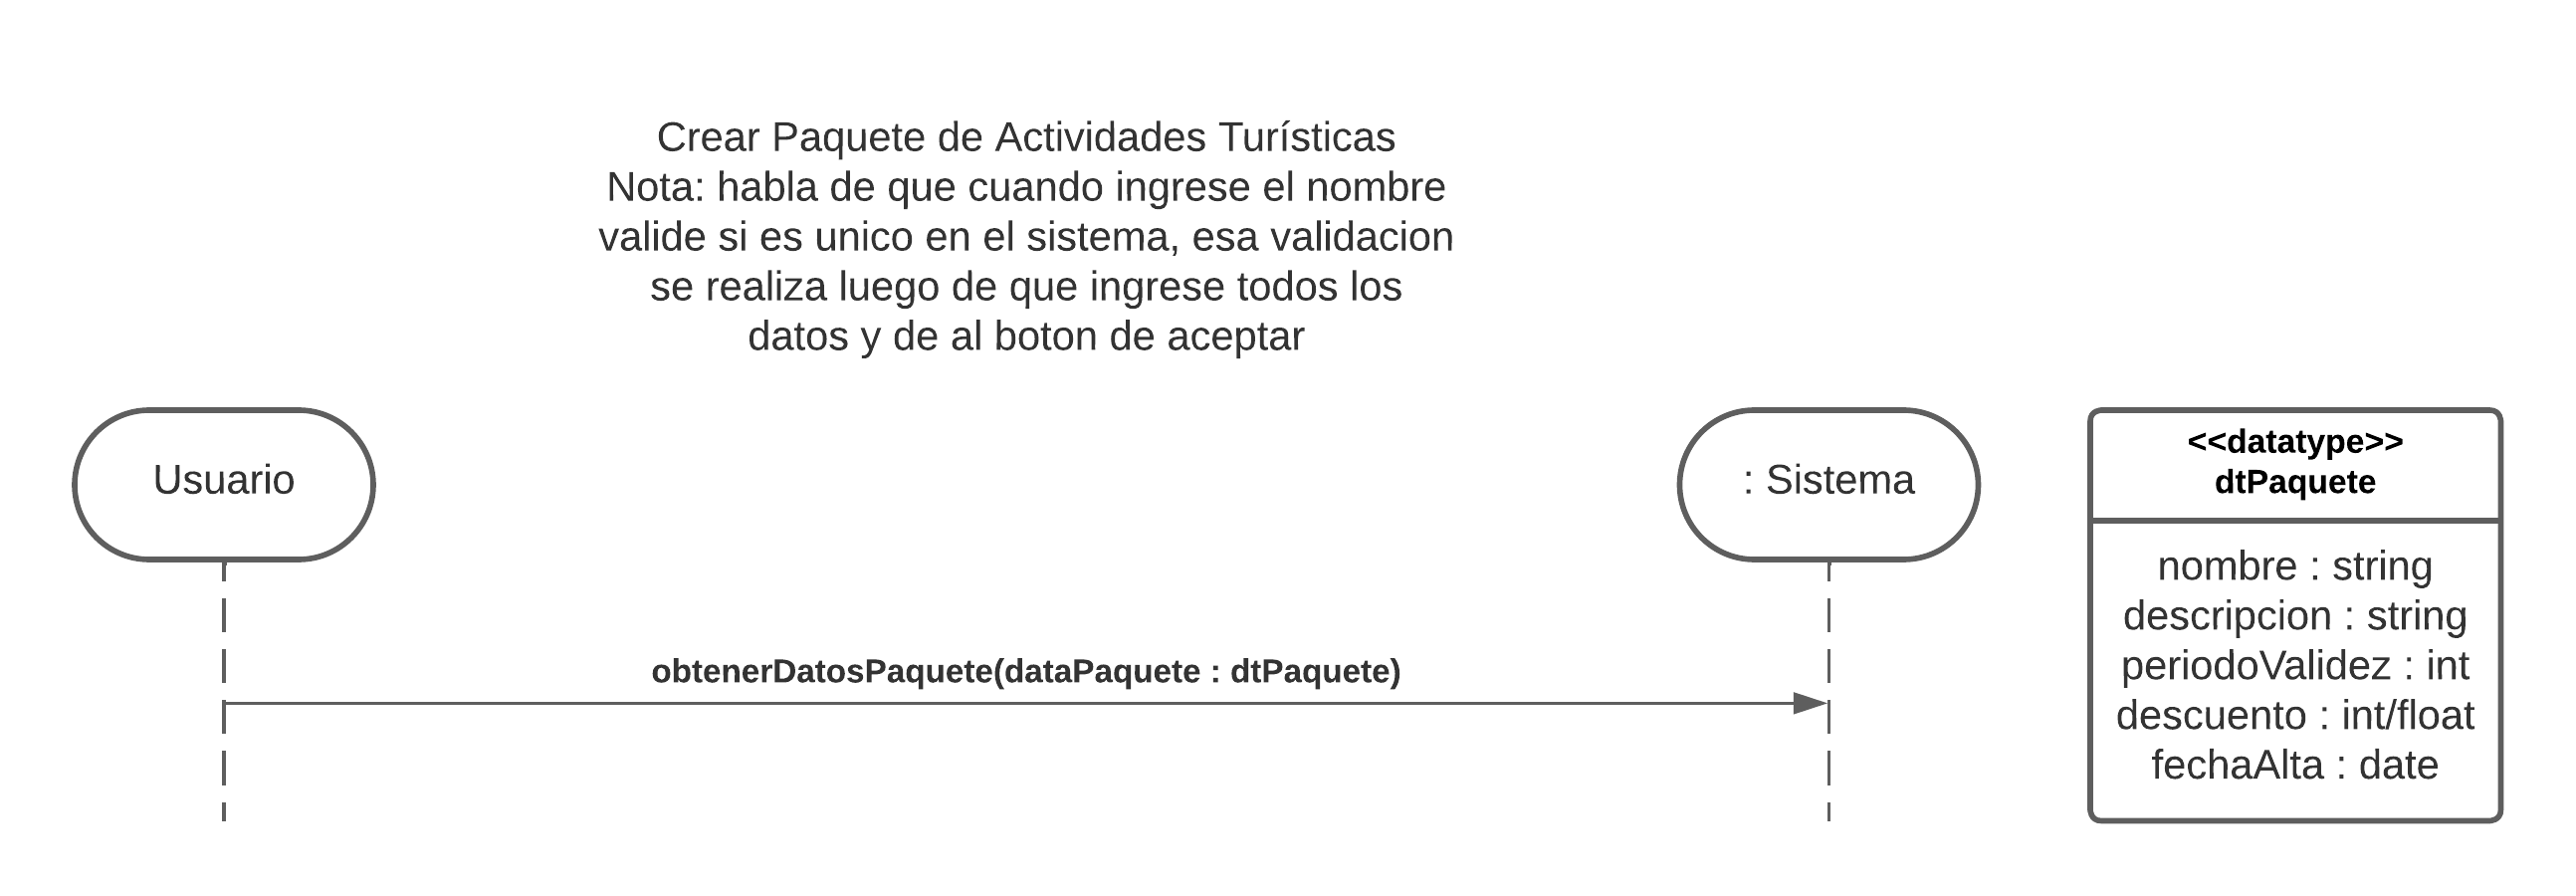 Crear Paquete de Actividades Turísticas
Nota: habla de que cuando ingrese el nombre
valide si es unico en el sistema, esa validacion
se realiza luego de que ingrese todos los
datos y de al boton de aceptar
Usuario
: Sistema
<<datatype>>
dtPaquete
nombre : string
descripcion : string
periodoValidez : int
descuento : int/float
fechaAlta : date
obtenerDatosPaquete(dataPaquete : dtPaquete)